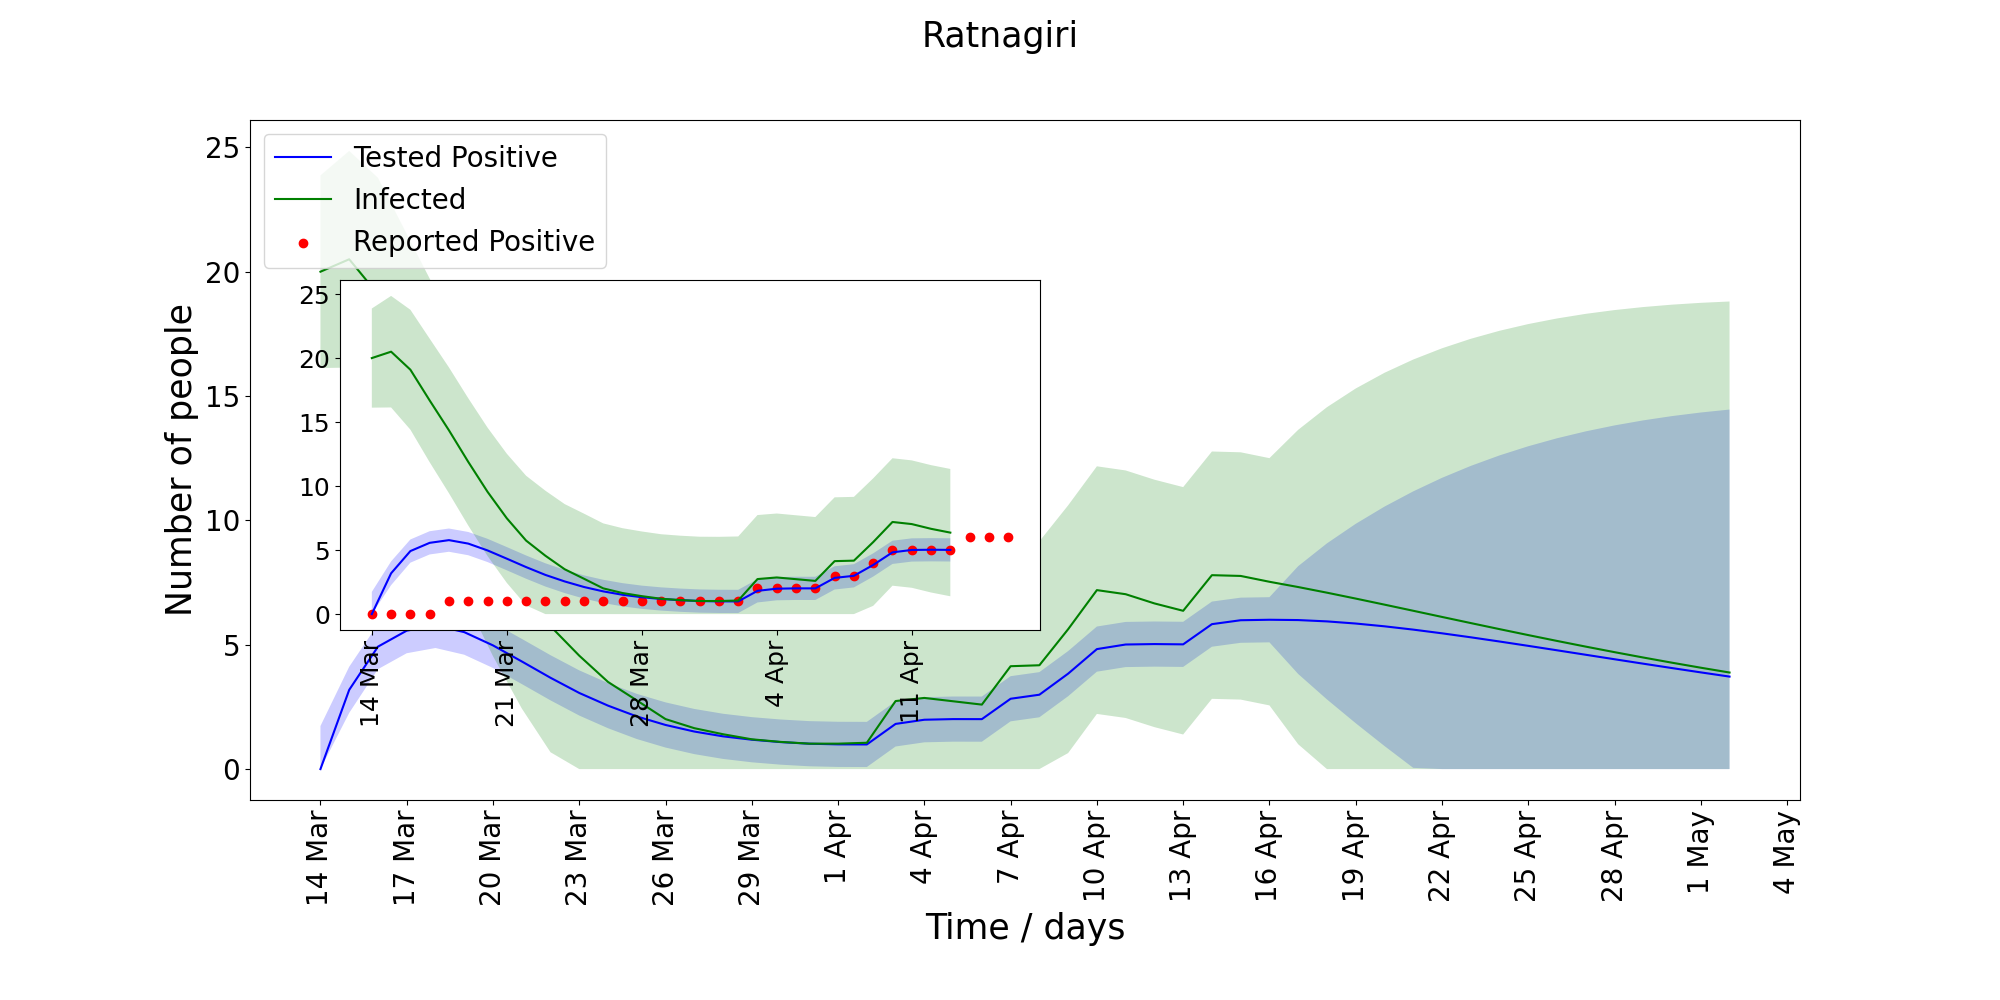 Ratnagiri
Tested Positive
Infected
Reported Positive
Number of people
25
20
15
10
5
0
25
20
15
10
5
0
14 Mar
21 Mar
28 Mar
4 Apr
11 Apr
14 Mar
17 Mar
20 Mar
23 Mar
26 Mar
29 Mar
1 Apr
4 Apr
7 Apr
10 Apr
13 Apr
16 Apr
19 Apr
22 Apr
25 Apr
28 Apr
1 May
4 May
Time / days